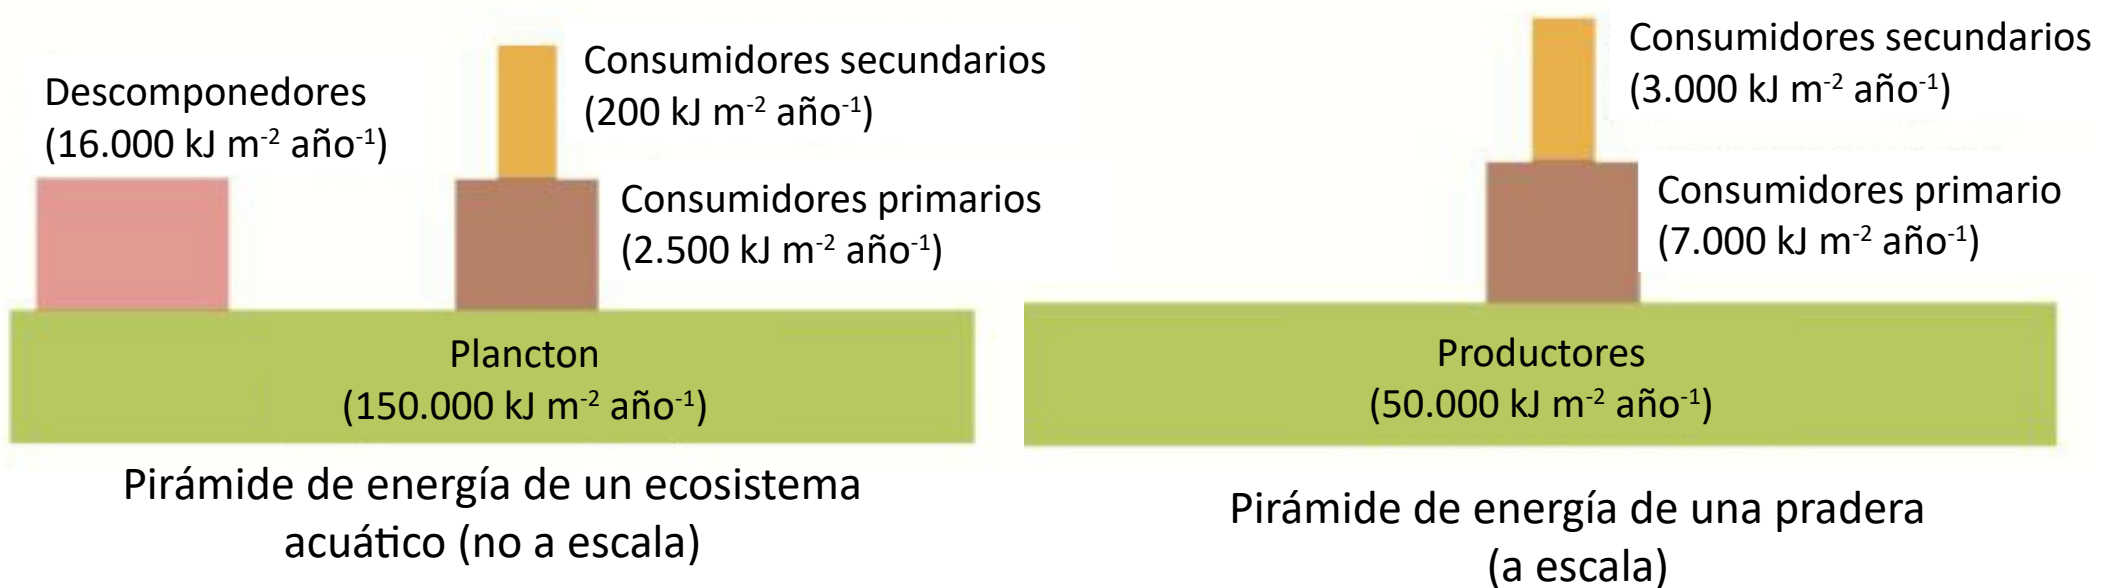 Descomponedores
(16.000 kJ m⁻² año⁻¹)
Consumidores secundarios
(200 kJ m⁻² año⁻¹)
Consumidores primarios
(2.500 kJ m⁻² año⁻¹)
Plancton
(150.000 kJ m⁻² año⁻¹)
Pirámide de energía de un ecosistema
acuático (no a escala)
Consumidores secundarios
(3.000 kJ m⁻² año⁻¹)
Consumidores primario
(7.000 kJ m⁻² año⁻¹)
Productores
(50.000 kJ m⁻² año⁻¹)
Pirámide de energía de una pradera
(a escala)